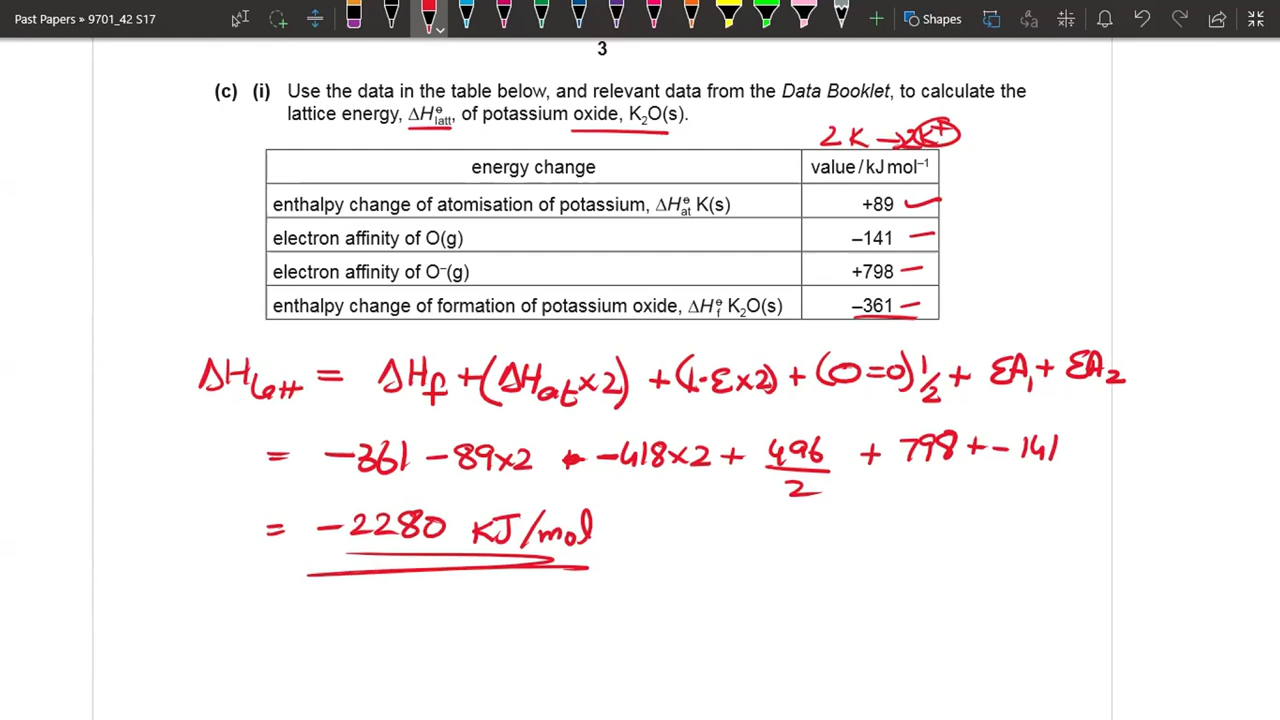 Past Papers » 9701_42 S17
Shapes
3
(c) (i) Use the data in the table below, and relevant data from the Data Booklet, to calculate the
lattice energy, ΔH⦵latt, of potassium oxide, K₂O(s).
2K → 2K⁺
energy change value / kJ mol⁻¹
enthalpy change of atomisation of potassium, ΔH⦵at K(s) +89
electron affinity of O(g) –141
electron affinity of O⁻(g) +798
enthalpy change of formation of potassium oxide, ΔH⦵f K₂O(s) –361
ΔHlatt = ΔHf + (ΔHat×2) + (I·E×2) + (O=O)½ + EA₁ + EA₂
= -361 - 89×2 - 418×2 + 496/2 + 798 + - 141
= -2280 KJ/mol